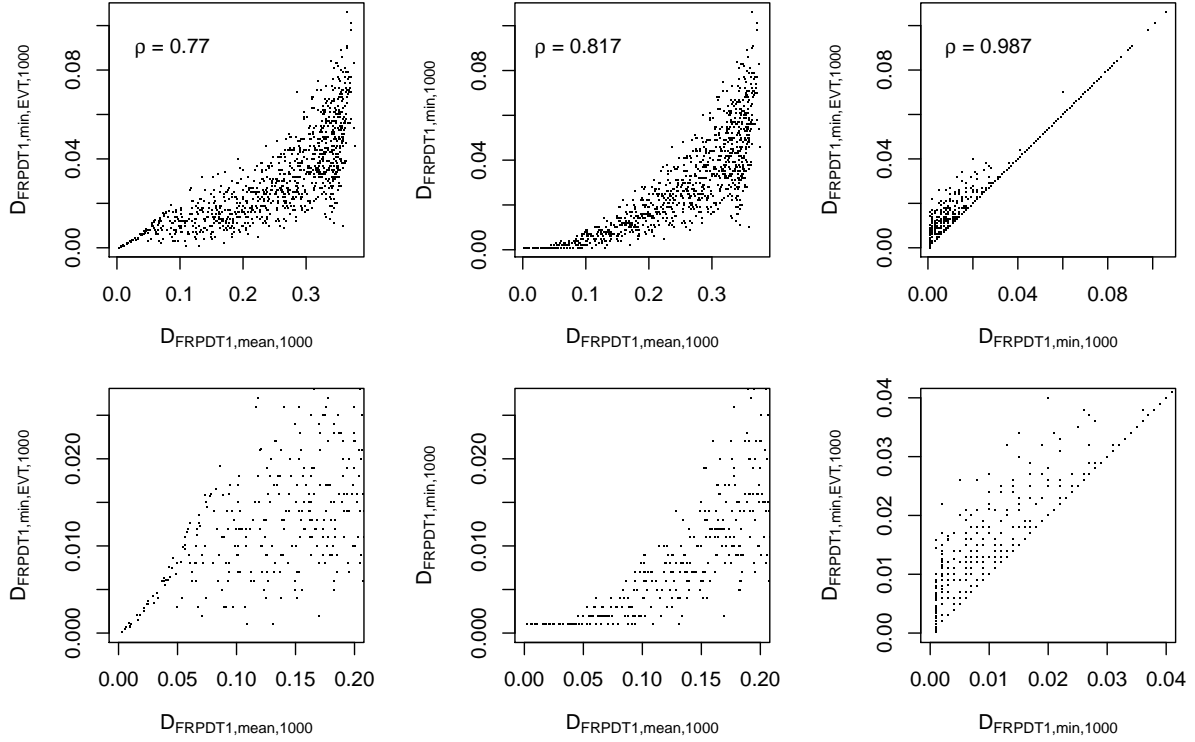 ρ = 0.77
D_FRPDT1,min,EVT,1000
0.00 0.04 0.08
0.0 0.1 0.2 0.3
D_FRPDT1,mean,1000
ρ = 0.817
D_FRPDT1,min,1000
0.00 0.04 0.08
0.0 0.1 0.2 0.3
D_FRPDT1,mean,1000
ρ = 0.987
D_FRPDT1,min,EVT,1000
0.00 0.04 0.08
0.00 0.04 0.08
D_FRPDT1,min,1000
D_FRPDT1,min,EVT,1000
0.000 0.010 0.020
0.00 0.05 0.10 0.15 0.20
D_FRPDT1,mean,1000
D_FRPDT1,min,1000
0.000 0.010 0.020
0.00 0.05 0.10 0.15 0.20
D_FRPDT1,mean,1000
D_FRPDT1,min,EVT,1000
0.00 0.01 0.02 0.03 0.04
0.00 0.01 0.02 0.03 0.04
D_FRPDT1,min,1000